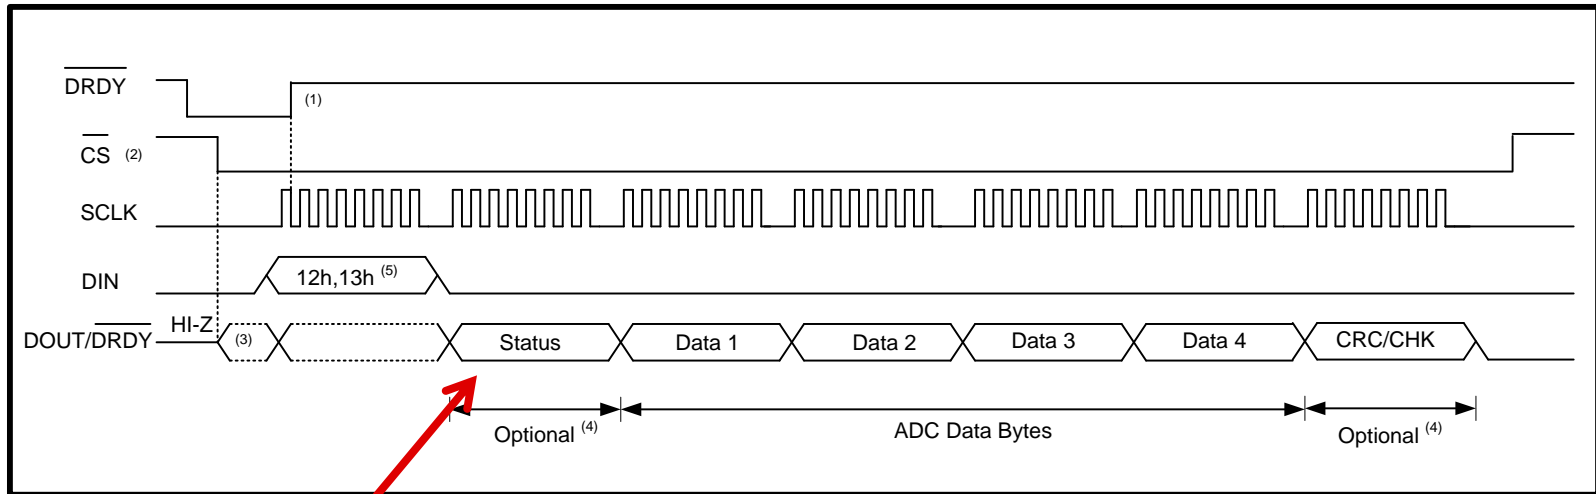 DRDY
(1)
CS (2)
SCLK
DIN
12h,13h (5)
DOUT/DRDY
HI-Z
(3)
Status
Data 1
Data 2
Data 3
Data 4
CRC/CHK
Optional (4)
ADC Data Bytes
Optional (4)